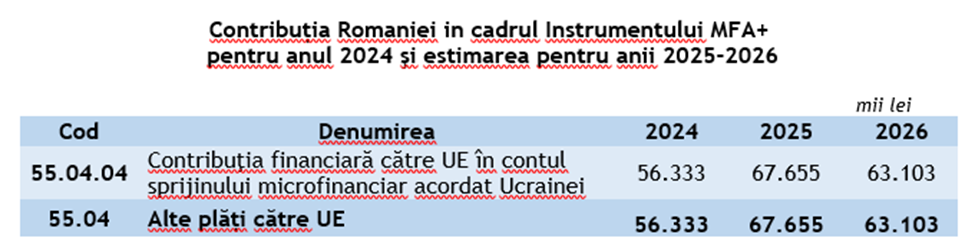 Contribuția Romaniei in cadrul Instrumentului MFA+
pentru anul 2024 și estimarea pentru anii 2025-2026
mii lei
Cod Denumirea 2024 2025 2026
55.04.04 Contribuția financiară către UE în contul sprijinului microfinanciar acordat Ucrainei 56.333 67.655 63.103
55.04 Alte plăți către UE 56.333 67.655 63.103